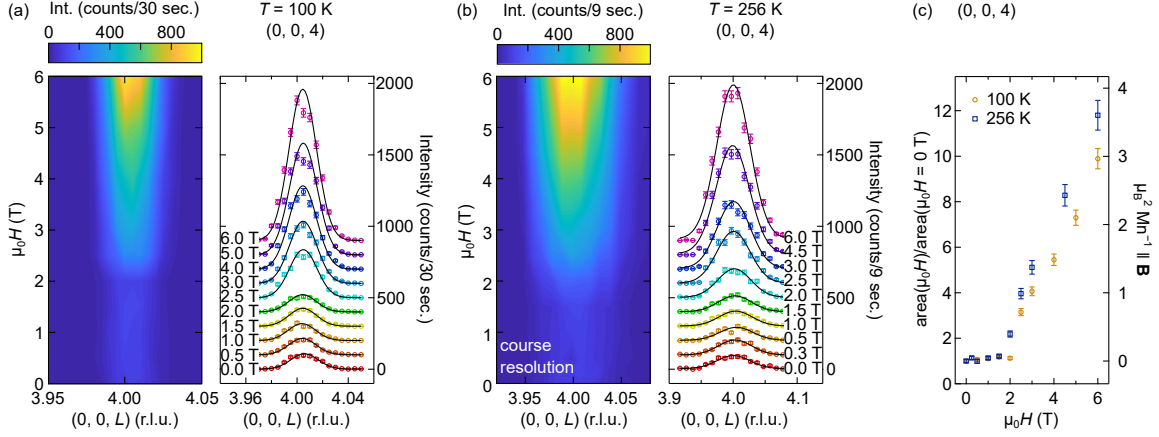 (a)
Int. (counts/30 sec.)
0 400 800
μ0H (T)
6
5
4
3
2
1
0
3.95 4.00 4.05
(0, 0, L) (r.l.u.)
T = 100 K
(0, 0, 4)
6.0 T
5.0 T
4.0 T
3.0 T
2.5 T
2.0 T
1.5 T
1.0 T
0.5 T
0.0 T
2000
1500
1000
500
0
Intensity (counts/30 sec.)
4.00 4.04
(0, 0, L) (r.l.u.)
(b)
Int. (counts/9 sec.)
0 400 800
μ0H (T)
6
5
4
3
2
1
0
course
resolution
3.9 4.0 4.1
(0, 0, L) (r.l.u.)
T = 256 K
(0, 0, 4)
6.0 T
4.5 T
3.0 T
2.5 T
2.0 T
1.5 T
1.0 T
0.5 T
0.3 T
0.0 T
2000
1500
1000
500
0
Intensity (counts/9 sec.)
3.9 4.0 4.1
(0, 0, L) (r.l.u.)
(c)
(0, 0, 4)
100 K
256 K
area(μ0H)/area(μ0H = 0 T)
12
10
8
6
4
2
0
4
3
2
1
0
μB2 Mn−1 || B
0 2 4 6
μ0H (T)